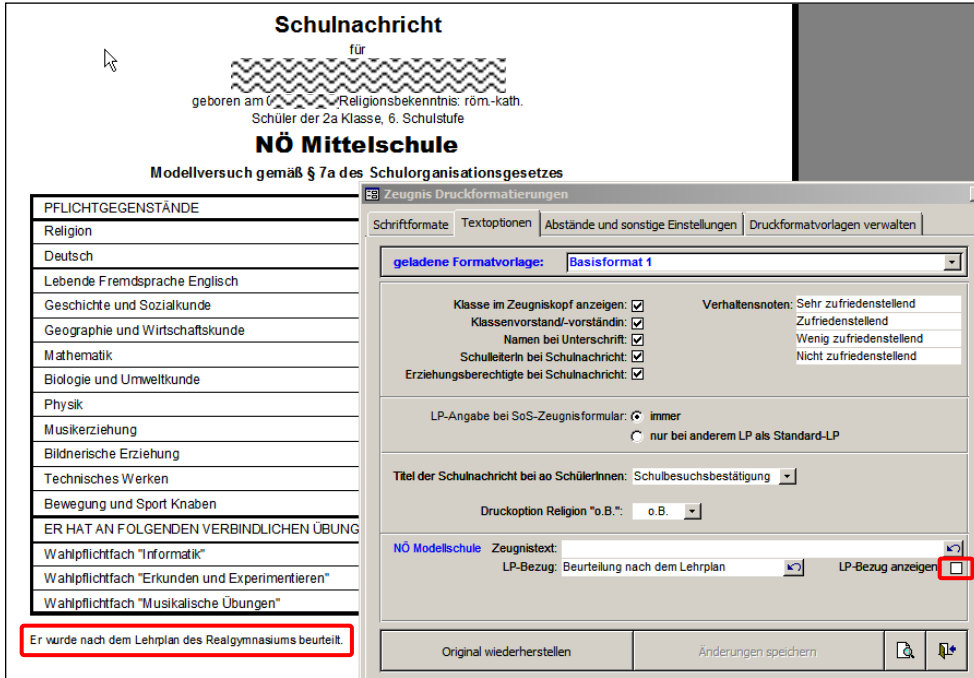 Schulnachricht
für
geboren am
Religionsbekenntnis: röm.-kath.
Schüler der 2a Klasse, 6. Schulstufe
NÖ Mittelschule
Modellversuch gemäß § 7a des Schulorganisationsgesetzes
PFLICHTGEGENSTÄNDE
Religion
Deutsch
Lebende Fremdsprache Englisch
Geschichte und Sozialkunde
Geographie und Wirtschaftskunde
Mathematik
Biologie und Umweltkunde
Physik
Musikerziehung
Bildnerische Erziehung
Technisches Werken
Bewegung und Sport Knaben
ER HAT AN FOLGENDEN VERBINDLICHEN ÜBUNG
Wahlpflichtfach "Informatik"
Wahlpflichtfach "Erkunden und Experimentieren"
Wahlpflichtfach "Musikalische Übungen"
Er wurde nach dem Lehrplan des Realgymnasiums beurteilt.
Zeugnis Druckformatierungen
Schriftformate Textoptionen Abstände und sonstige Einstellungen Druckformatvorlagen verwalten
geladene Formatvorlage: Basisformat 1
Klasse im Zeugniskopf anzeigen:
Klassenvorstand/-vorständin:
Namen bei Unterschrift:
SchulleiterIn bei Schulnachricht:
Erziehungsberechtigte bei Schulnachricht:
Verhaltensnoten: Sehr zufriedenstellend
Zufriedenstellend
Wenig zufriedenstellend
Nicht zufriedenstellend
LP-Angabe bei SoS-Zeugnisformular: immer
nur bei anderem LP als Standard-LP
Titel der Schulnachricht bei ao SchülerInnen: Schulbesuchsbestätigung
Druckoption Religion "o.B.": o.B.
NÖ Modellschule Zeugnistext:
LP-Bezug: Beurteilung nach dem Lehrplan LP-Bezug anzeigen
Original wiederherstellen Änderungen speichern